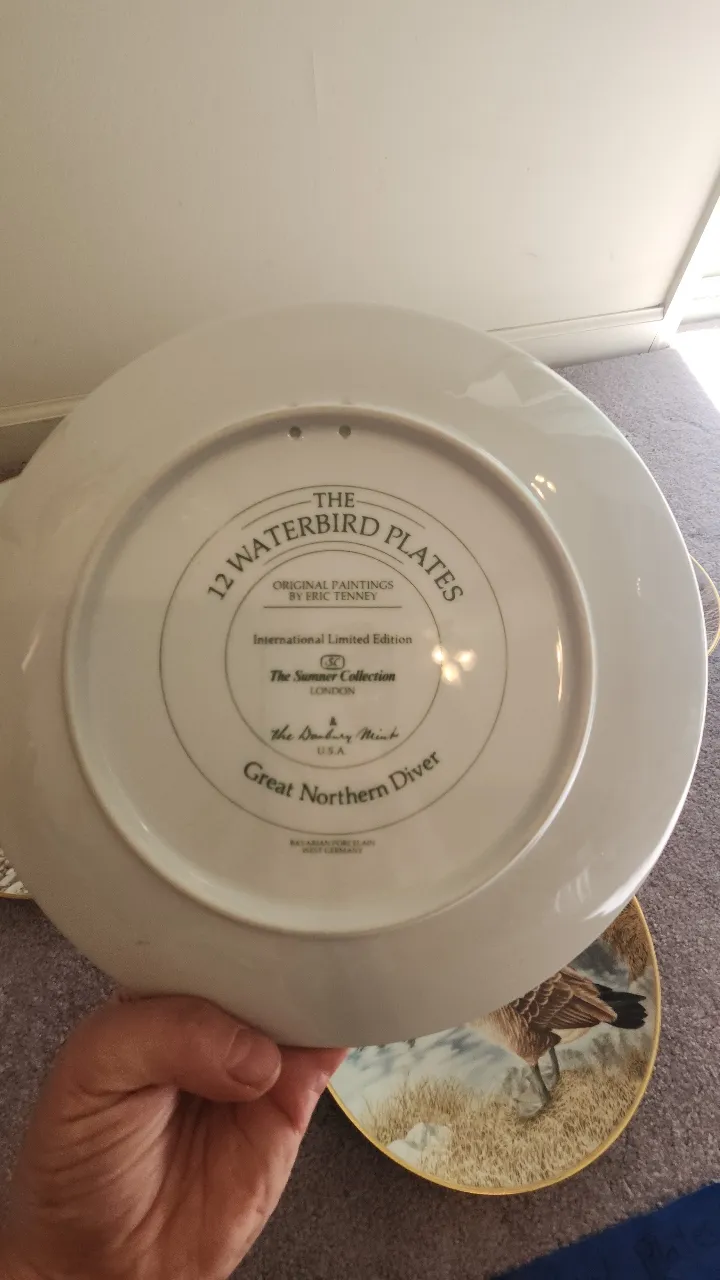 THE
12 WATERBIRD PLATES
ORIGINAL PAINTINGS
BY ERIC TENNEY
International Limited Edition
SC
The Sumner Collection
LONDON
&
The Danbury Mint
U.S.A.
Great Northern Diver
BAVARIAN PORCELAIN
WEST GERMANY